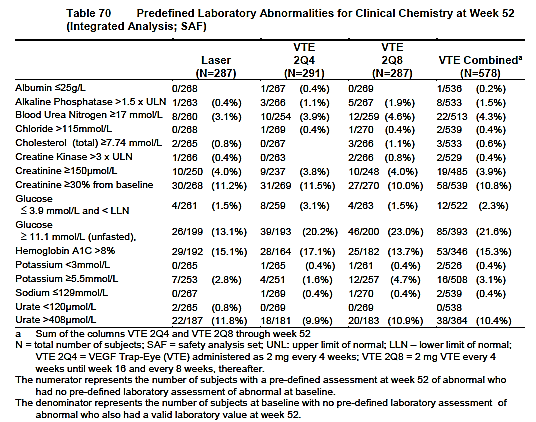 Table 70 Predefined Laboratory Abnormalities for Clinical Chemistry at Week 52
(Integrated Analysis; SAF)
Laser (N=287) VTE 2Q4 (N=291) VTE 2Q8 (N=287) VTE Combinedᵃ (N=578)
Albumin ≤25g/L 0/268 1/267 (0.4%) 0/269 1/536 (0.2%)
Alkaline Phosphatase >1.5 x ULN 1/263 (0.4%) 3/266 (1.1%) 5/267 (1.9%) 8/533 (1.5%)
Blood Urea Nitrogen ≥17 mmol/L 8/260 (3.1%) 10/254 (3.9%) 12/259 (4.6%) 22/513 (4.3%)
Chloride >115mmol/L 0/268 1/269 (0.4%) 1/270 (0.4%) 2/539 (0.4%)
Cholesterol (total) ≥7.74 mmol/L 2/265 (0.8%) 0/267 3/266 (1.1%) 3/533 (0.6%)
Creatine Kinase >3 x ULN 1/266 (0.4%) 0/263 2/266 (0.8%) 2/529 (0.4%)
Creatinine ≥150µmol/L 10/250 (4.0%) 9/237 (3.8%) 10/248 (4.0%) 19/485 (3.9%)
Creatinine ≥30% from baseline 30/268 (11.2%) 31/269 (11.5%) 27/270 (10.0%) 58/539 (10.8%)
Glucose
≤ 3.9 mmol/L and < LLN 4/261 (1.5%) 8/259 (3.1%) 4/263 (1.5%) 12/522 (2.3%)
Glucose
≥ 11.1 mmol/L (unfasted), 26/199 (13.1%) 39/193 (20.2%) 46/200 (23.0%) 85/393 (21.6%)
Hemoglobin A1C >8% 29/192 (15.1%) 28/164 (17.1%) 25/182 (13.7%) 53/346 (15.3%)
Potassium <3mmol/L 0/265 1/265 (0.4%) 1/261 (0.4%) 2/526 (0.4%)
Potassium ≥5.5mmol/L 7/253 (2.8%) 4/251 (1.6%) 12/257 (4.7%) 16/508 (3.1%)
Sodium ≤129mmol/L 0/267 1/269 (0.4%) 1/270 (0.4%) 2/539 (0.4%)
Urate <120µmol/L 2/265 (0.8%) 0/269 0/269 0/538
Urate >408µmol/L 22/187 (11.8%) 18/181 (9.9%) 20/183 (10.9%) 38/364 (10.4%)
a Sum of the columns VTE 2Q4 and VTE 2Q8 through week 52
N = total number of subjects; SAF = safety analysis set; UNL: upper limit of normal; LLN – lower limit of normal;
VTE 2Q4 = VEGF Trap-Eye (VTE) administered as 2 mg every 4 weeks; VTE 2Q8 = 2 mg VTE every 4
weeks until week 16 and every 8 weeks, thereafter.
The numerator represents the number of subjects with a pre-defined assessment at week 52 of abnormal who
had no pre-defined laboratory assessment of abnormal at baseline.
The denominator represents the number of subjects at baseline with no pre-defined laboratory assessment of
abnormal who also had a valid laboratory value at week 52.